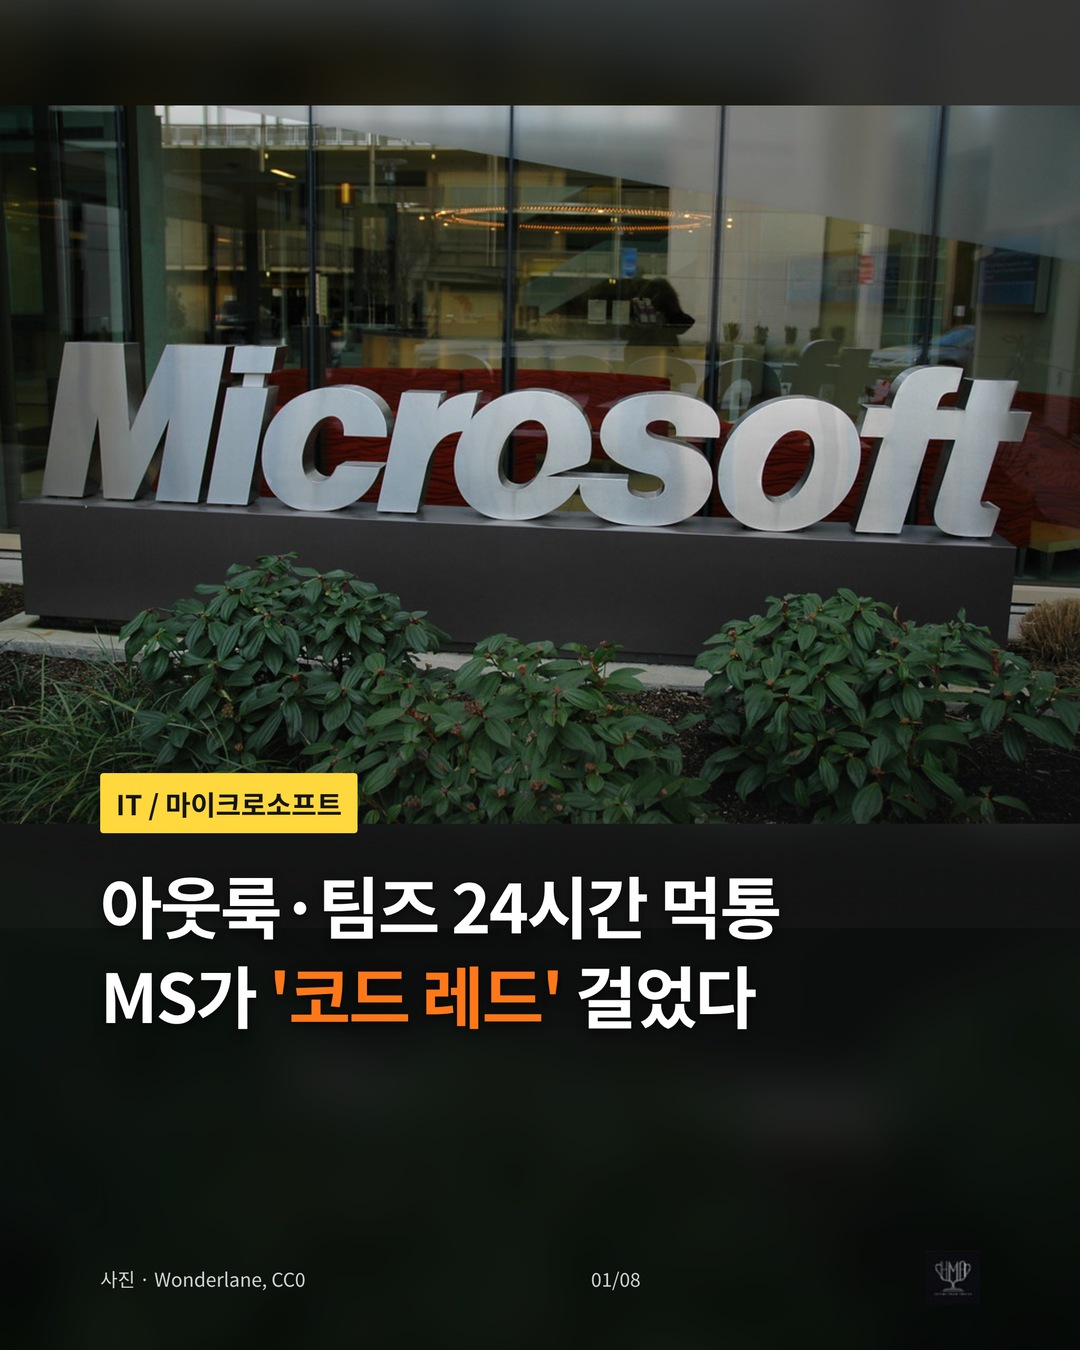 Microsoft
IT / 마이크로소프트
아웃룩·팀즈 24시간 먹통
MS가 '코드 레드' 걸었다
사진 · Wonderlane, CC0
01/08